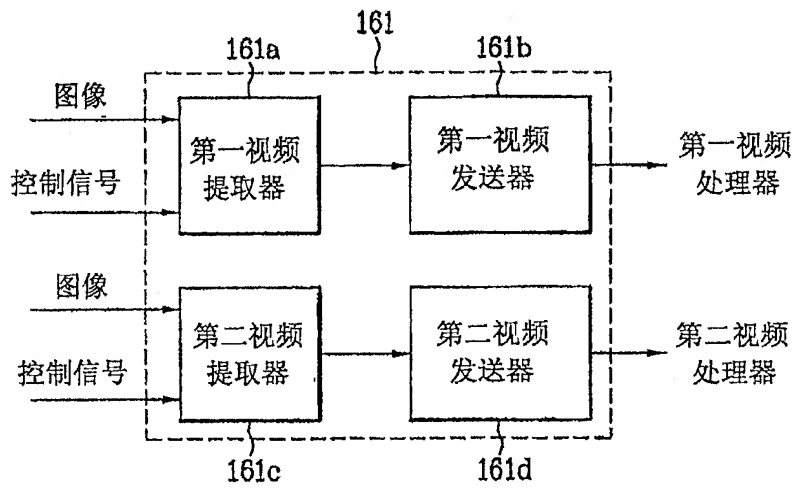 161
161a
161b
图像
控制信号
第一视频
提取器
第一视频
发送器
第一视频
处理器
图像
控制信号
第二视频
提取器
第二视频
发送器
第二视频
处理器
161c
161d